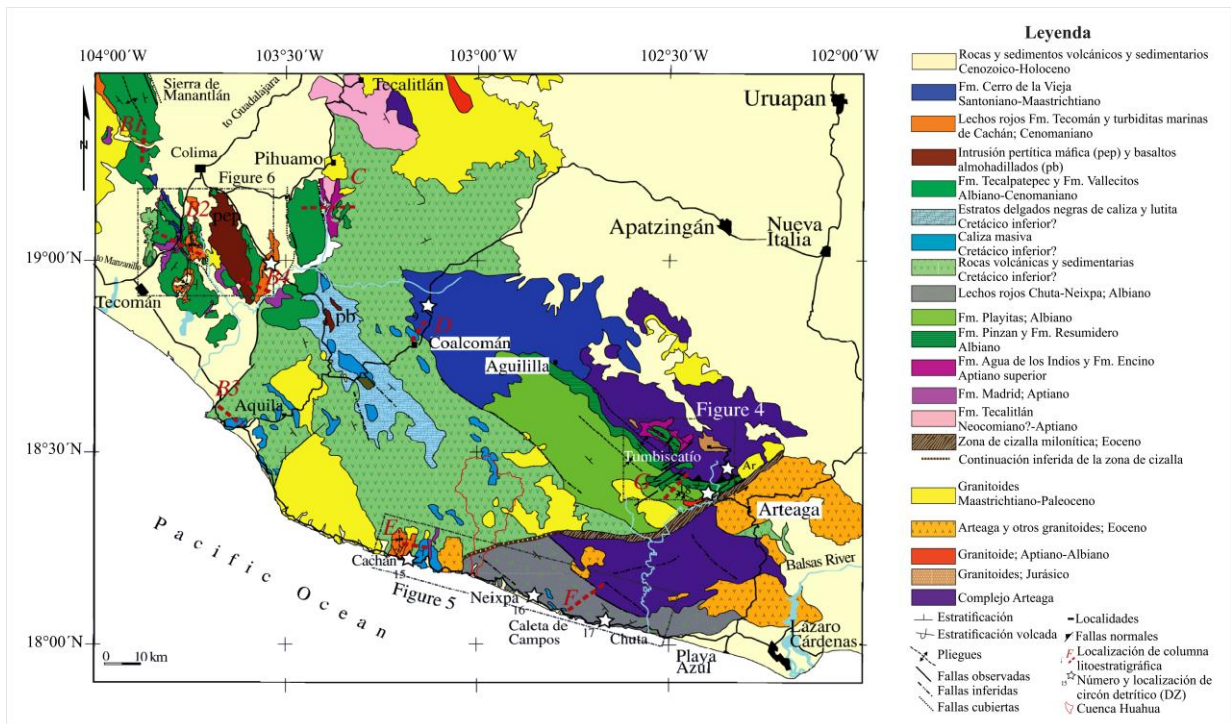 104°00´W
103°30´W
103°00´W
102°30´W
102°00´W
Sierra de
Manantlán
to Guadalajara
Tecalitlán
Uruapan
B1
N
Colima
Pihuamo
Figure 6
C
B2
pep
Apatzingán
Nueva
Italia
19°00´N
to Manzanillo
B4
Tecomán
pb
D
Coalcomán
Aguililla
B3
Aquila
Figure 4
18°30´N
Tumbiscatío
G
Ar
Arteaga
Pacific Ocean
E
Cachán
15
Balsas River
Figure 5
Neixpa
16
F
Caleta de
Campos
17
Chuta
18°00´N
Lázaro
Cárdenas
Playa
Azul
0 10 km
Leyenda
Rocas y sedimentos volcánicos y sedimentarios
Cenozoico-Holoceno
Fm. Cerro de la Vieja
Santoniano-Maastrichtiano
Lechos rojos Fm. Tecomán y turbiditas marinas
de Cachán; Cenomaniano
Intrusión pertítica máfica (pep) y basaltos
almohadillados (pb)
Fm. Tecalpatepec y Fm. Vallecitos
Albiano-Cenomaniano
Estratos delgados negras de caliza y lutita
Cretácico inferior?
Caliza masiva
Cretácico inferior?
Rocas volcánicas y sedimentarias
Cretácico inferior?
Lechos rojos Chuta-Neixpa; Albiano
Fm. Playitas; Albiano
Fm. Pinzan y Fm. Resumidero
Albiano
Fm. Agua de los Indios y Fm. Encino
Aptiano superior
Fm. Madrid; Aptiano
Fm. Tecalitlán
Neocomiano?-Aptiano
Zona de cizalla milonítica; Eoceno
Continuación inferida de la zona de cizalla
Granitoides
Maastrichtiano-Paleoceno
Arteaga y otros granitoides; Eoceno
Granitoide; Aptiano-Albiano
Granitoides; Jurásico
Complejo Arteaga
Estratificación
Estratificación volcada
Pliegues
Fallas observadas
Fallas inferidas
Fallas cubiertas
Localidades
Fallas normales
F
Localización de columna
litoestratigráfica
15
Número y localización de
circón detrítico (DZ)
Cuenca Huahua